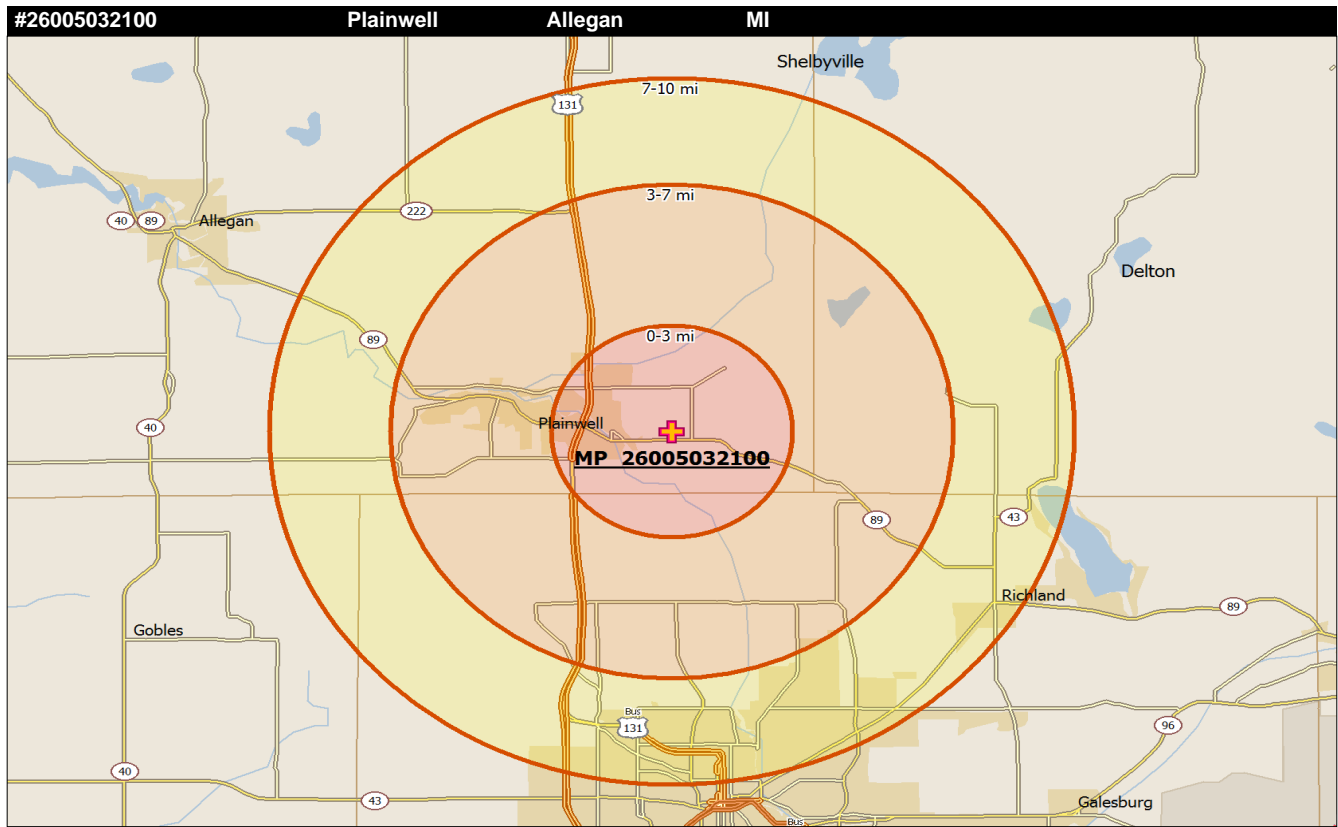 #26005032100 Plainwell Allegan MI
Shelbyville
7-10 mi
131
3-7 mi
222
40 89 Allegan
Delton
0-3 mi
89
Plainwell
40
MP 26005032100
89
43
Richland
89
Gobles
Bus
131
96
40
43
Galesburg
Bus